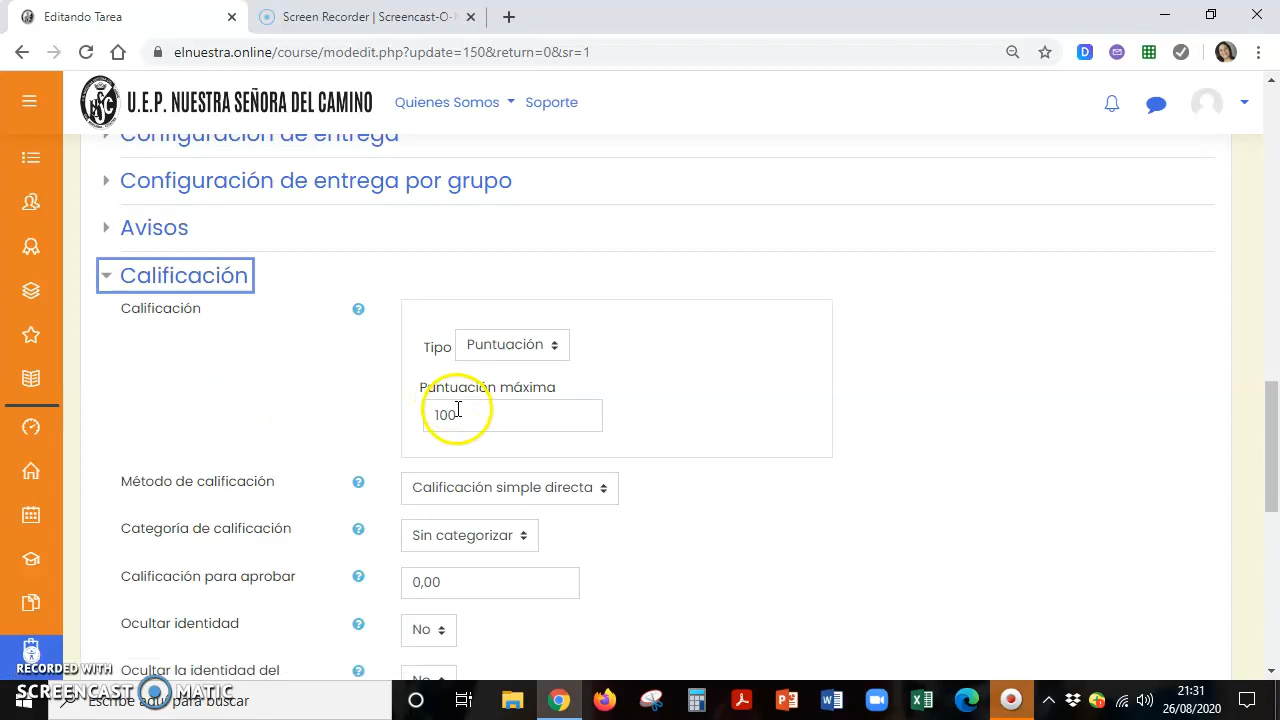 Editando Tarea
Screen Recorder | Screencast-O-
elnuestra.online/course/modedit.php?update=150&return=0&sr=1
U.E.P. NUESTRA SEÑORA DEL CAMINO
Quienes Somos
Soporte
Configuración de entrega
Configuración de entrega por grupo
Avisos
Calificación
Calificación
Tipo
Puntuación
Puntuación máxima
100
Método de calificación
Calificación simple directa
Categoría de calificación
Sin categorizar
Calificación para aprobar
0,00
Ocultar identidad
No
Ocultar la identidad del
No
RECORDED WITH
SCREENCAST MATIC
Escribe aquí para buscar
21:31
26/08/2020